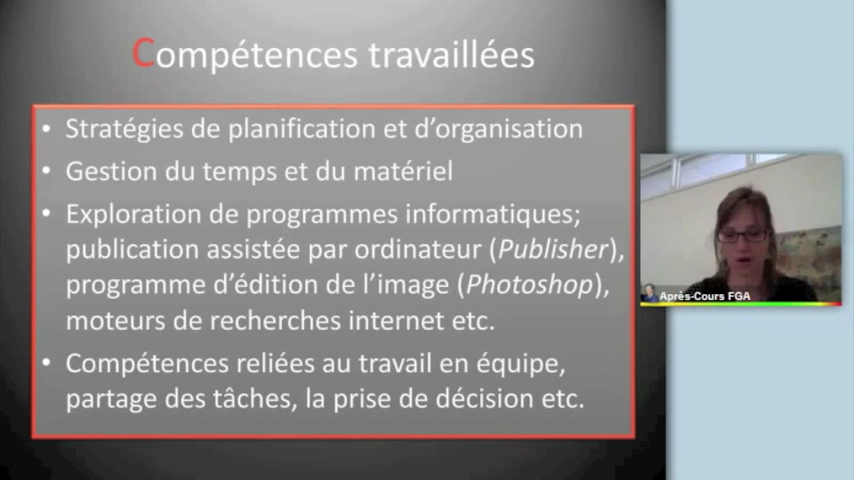 Compétences travaillées
• Stratégies de planification et d’organisation
• Gestion du temps et du matériel
• Exploration de programmes informatiques;
publication assistée par ordinateur (Publisher),
programme d’édition de l’image (Photoshop),
moteurs de recherches internet etc.
• Compétences reliées au travail en équipe,
partage des tâches, la prise de décision etc.
Après-Cours FGA